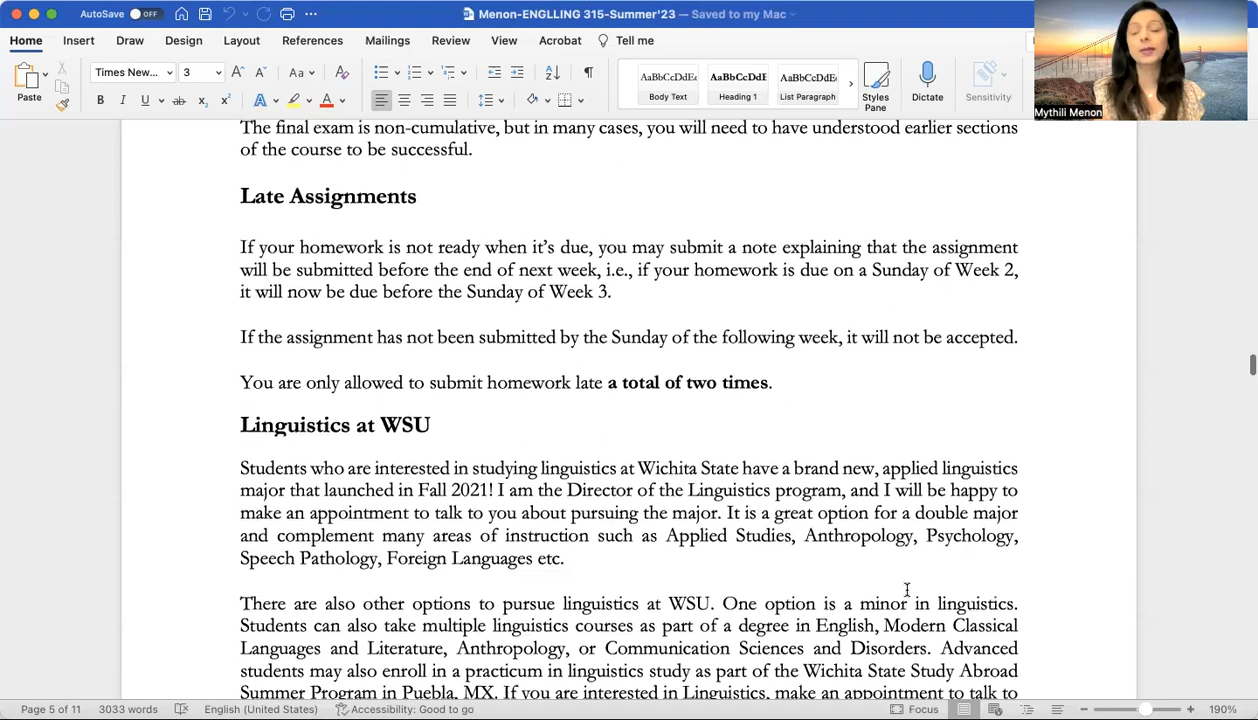 AutoSave OFF
Menon-ENGLLING 315-Summer'23 — Saved to my Mac
Home Insert Draw Design Layout References Mailings Review View Acrobat Tell me
Paste
Times New... 3
Aa
B I U ab x₂ x² A A
AaBbCcDdEe AaBbCcDdE AaBbCcDdEe
Body Text Heading 1 List Paragraph
Styles Pane
Dictate
Sensitivity
Mythili Menon
The final exam is non-cumulative, but in many cases, you will need to have understood earlier sections
of the course to be successful.
Late Assignments
If your homework is not ready when it's due, you may submit a note explaining that the assignment
will be submitted before the end of next week, i.e., if your homework is due on a Sunday of Week 2,
it will now be due before the Sunday of Week 3.
If the assignment has not been submitted by the Sunday of the following week, it will not be accepted.
You are only allowed to submit homework late a total of two times.
Linguistics at WSU
Students who are interested in studying linguistics at Wichita State have a brand new, applied linguistics
major that launched in Fall 2021! I am the Director of the Linguistics program, and I will be happy to
make an appointment to talk to you about pursuing the major. It is a great option for a double major
and complement many areas of instruction such as Applied Studies, Anthropology, Psychology,
Speech Pathology, Foreign Languages etc.
There are also other options to pursue linguistics at WSU. One option is a minor in linguistics.
Students can also take multiple linguistics courses as part of a degree in English, Modern Classical
Languages and Literature, Anthropology, or Communication Sciences and Disorders. Advanced
students may also enroll in a practicum in linguistics study as part of the Wichita State Study Abroad
Summer Program in Puebla, MX. If you are interested in Linguistics, make an appointment to talk to
Page 5 of 11 3033 words English (United States) Accessibility: Good to go Focus 190%